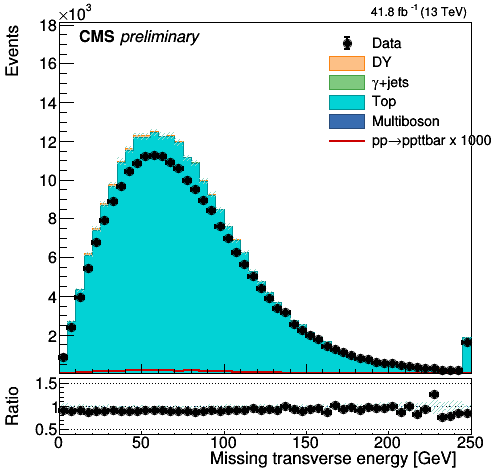 ×10³
41.8 fb⁻¹ (13 TeV)
CMS preliminary
Events
18
16
14
12
10
8
6
4
2
Data
DY
γ+jets
Top
Multiboson
pp→ppttbar x 1000
Ratio
1.5
1
0.5
0 50 100 150 200 250
Missing transverse energy [GeV]